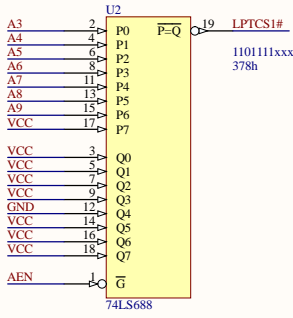 U2
A3 2 P0 P=Q 19 LPTCS1#
A4 4 P1
A5 6 P2 1101111xxx
A6 8 P3 378h
A7 11 P4
A8 13 P5
A9 15 P6
VCC 17 P7
VCC 3 Q0
VCC 5 Q1
VCC 7 Q2
VCC 9 Q3
GND 12 Q4
VCC 14 Q5
VCC 16 Q6
VCC 18 Q7
AEN 1 G
74LS688